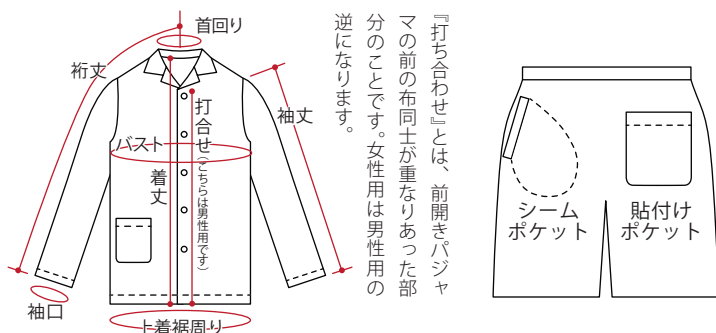 首回り
裄丈
袖丈
バスト
打合せ(こちらは男性用です)
着丈
袖口
上着裾周り
『打ち合わせ』とは、前開きパジャ
マの前の布同士が重なりあった部
分のことです。女性用は男性用の
逆になります。
シーム
ポケット
貼付け
ポケット